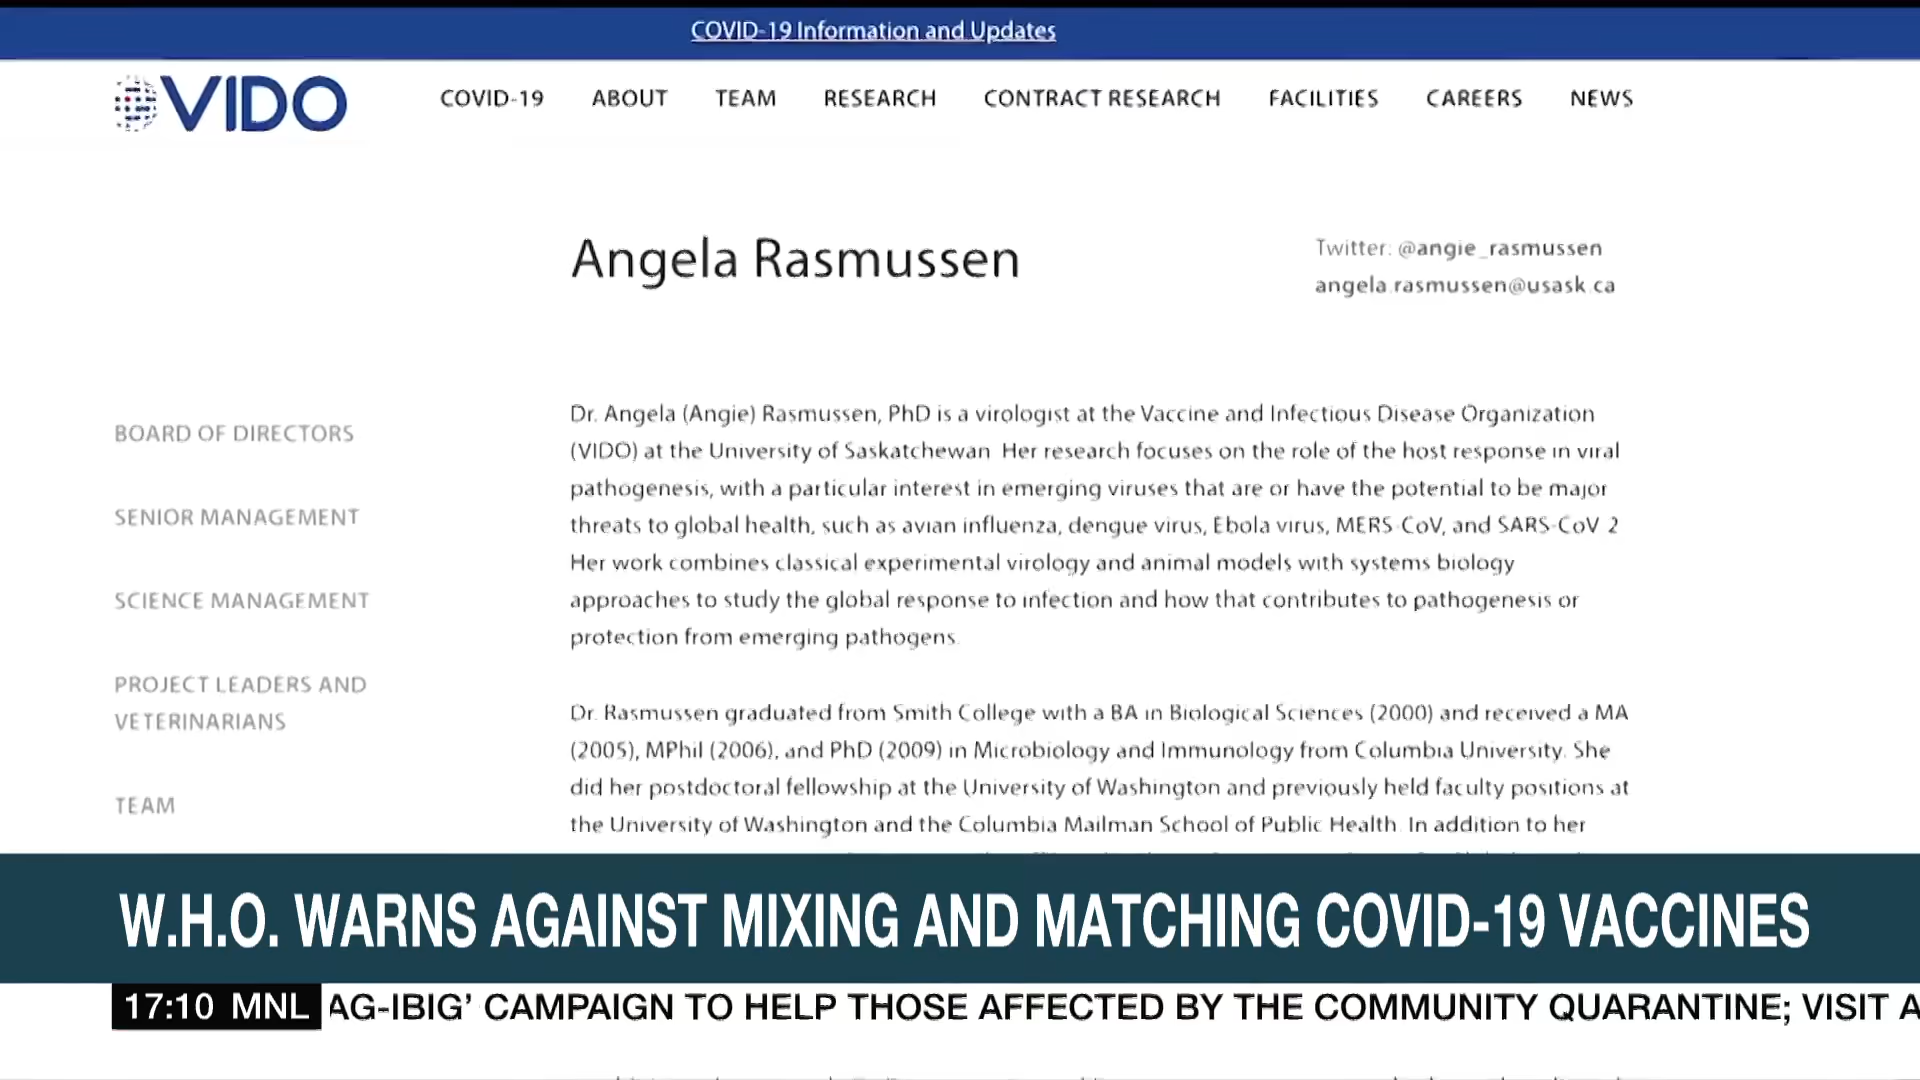 COVID-19 Information and Updates
VIDO
COVID-19 ABOUT TEAM RESEARCH CONTRACT RESEARCH FACILITIES CAREERS NEWS
Angela Rasmussen
Twitter: @angie_rasmussen
angela.rasmussen@usask.ca
BOARD OF DIRECTORS
SENIOR MANAGEMENT
SCIENCE MANAGEMENT
PROJECT LEADERS AND
VETERINARIANS
TEAM
Dr. Angela (Angie) Rasmussen, PhD is a virologist at the Vaccine and Infectious Disease Organization
(VIDO) at the University of Saskatchewan. Her research focuses on the role of the host response in viral
pathogenesis, with a particular interest in emerging viruses that are or have the potential to be major
threats to global health, such as avian influenza, dengue virus, Ebola virus, MERS-CoV, and SARS-CoV-2.
Her work combines classical experimental virology and animal models with systems biology
approaches to study the global response to infection and how that contributes to pathogenesis or
protection from emerging pathogens.
Dr. Rasmussen graduated from Smith College with a BA in Biological Sciences (2000) and received a MA
(2005), MPhil (2006), and PhD (2009) in Microbiology and Immunology from Columbia University. She
did her postdoctoral fellowship at the University of Washington and previously held faculty positions at
the University of Washington and the Columbia Mailman School of Public Health. In addition to her
W.H.O. WARNS AGAINST MIXING AND MATCHING COVID-19 VACCINES
17:10 MNL AG-IBIG' CAMPAIGN TO HELP THOSE AFFECTED BY THE COMMUNITY QUARANTINE; VISIT A